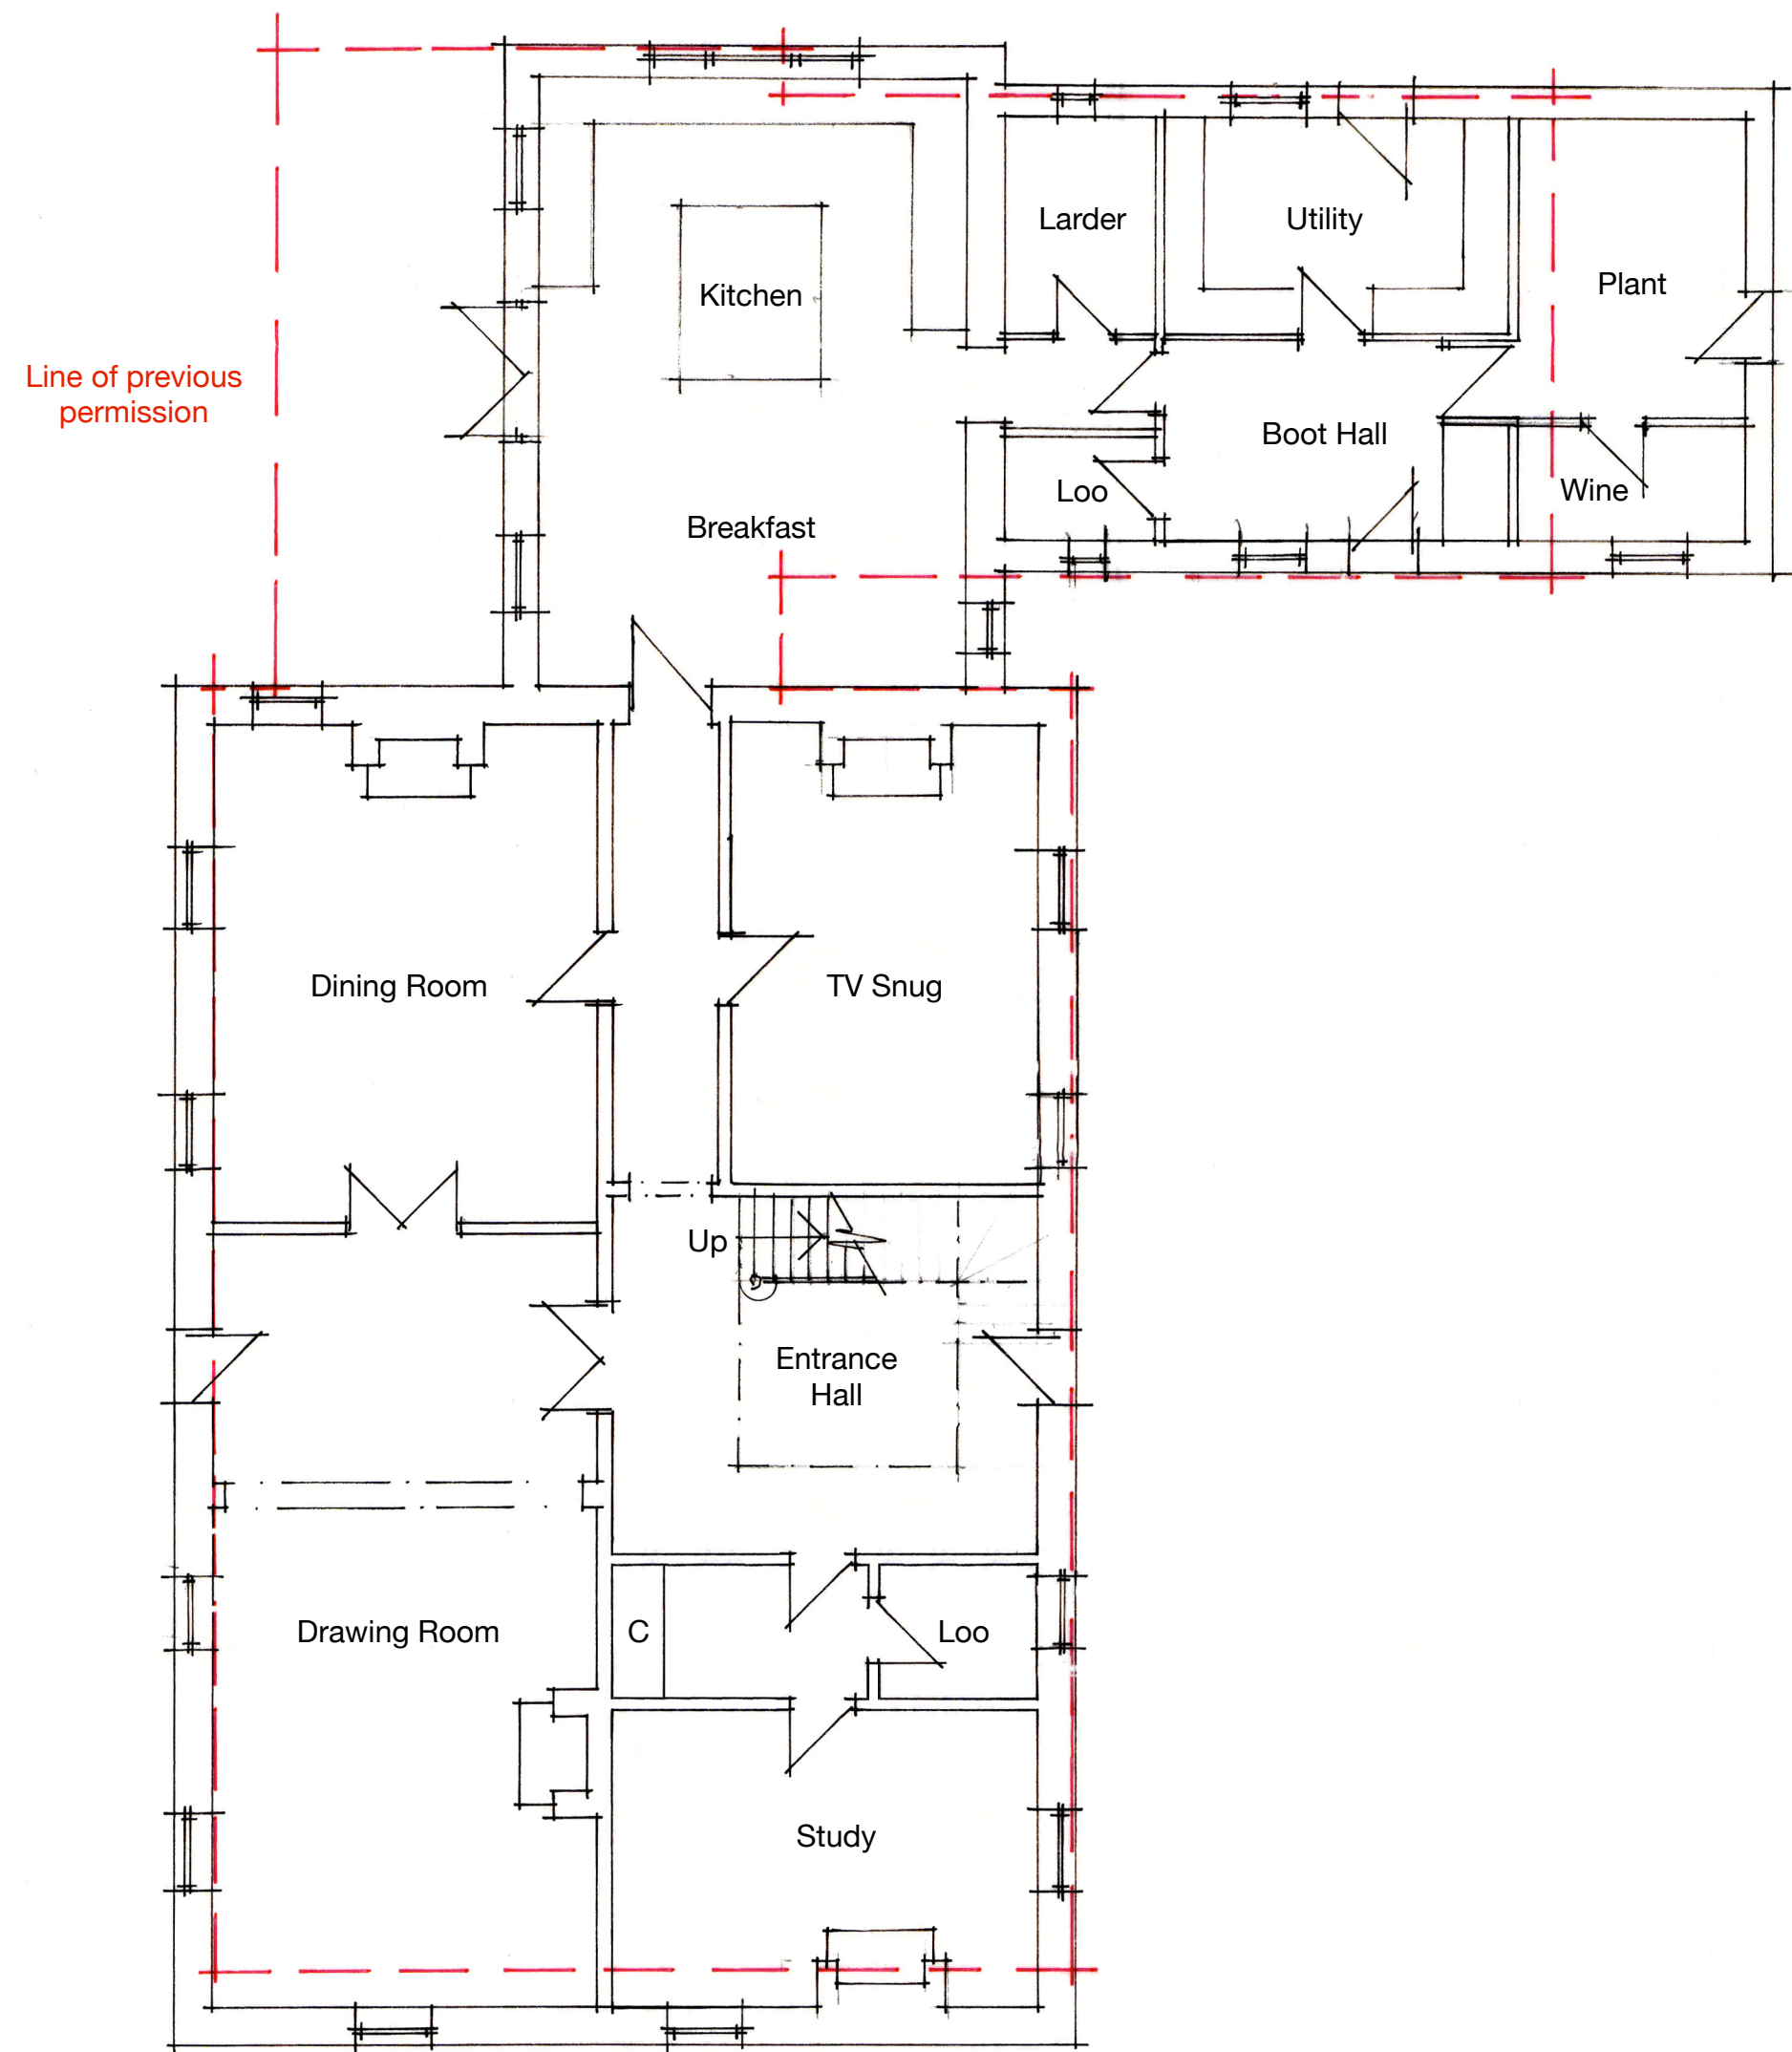 Larder
Utility
Plant
Kitchen
Line of previous
permission
Boot Hall
Loo
Wine
Breakfast
Dining Room
TV Snug
Up
Entrance
Hall
Drawing Room
C
Loo
Study